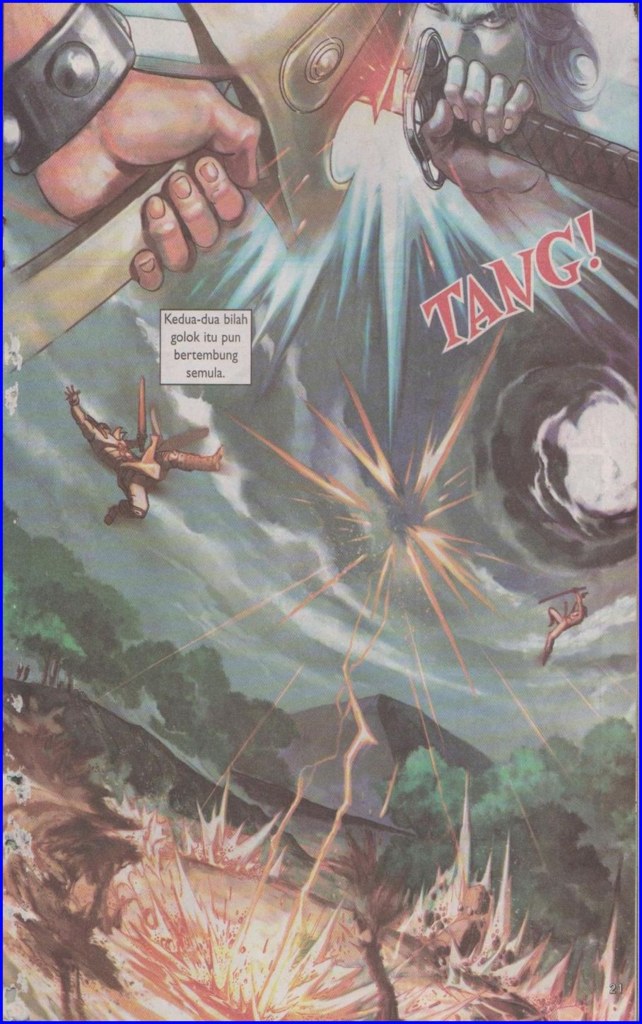 TANG!
Kedua-dua bilah
golok itu pun
bertembung
semula.
21